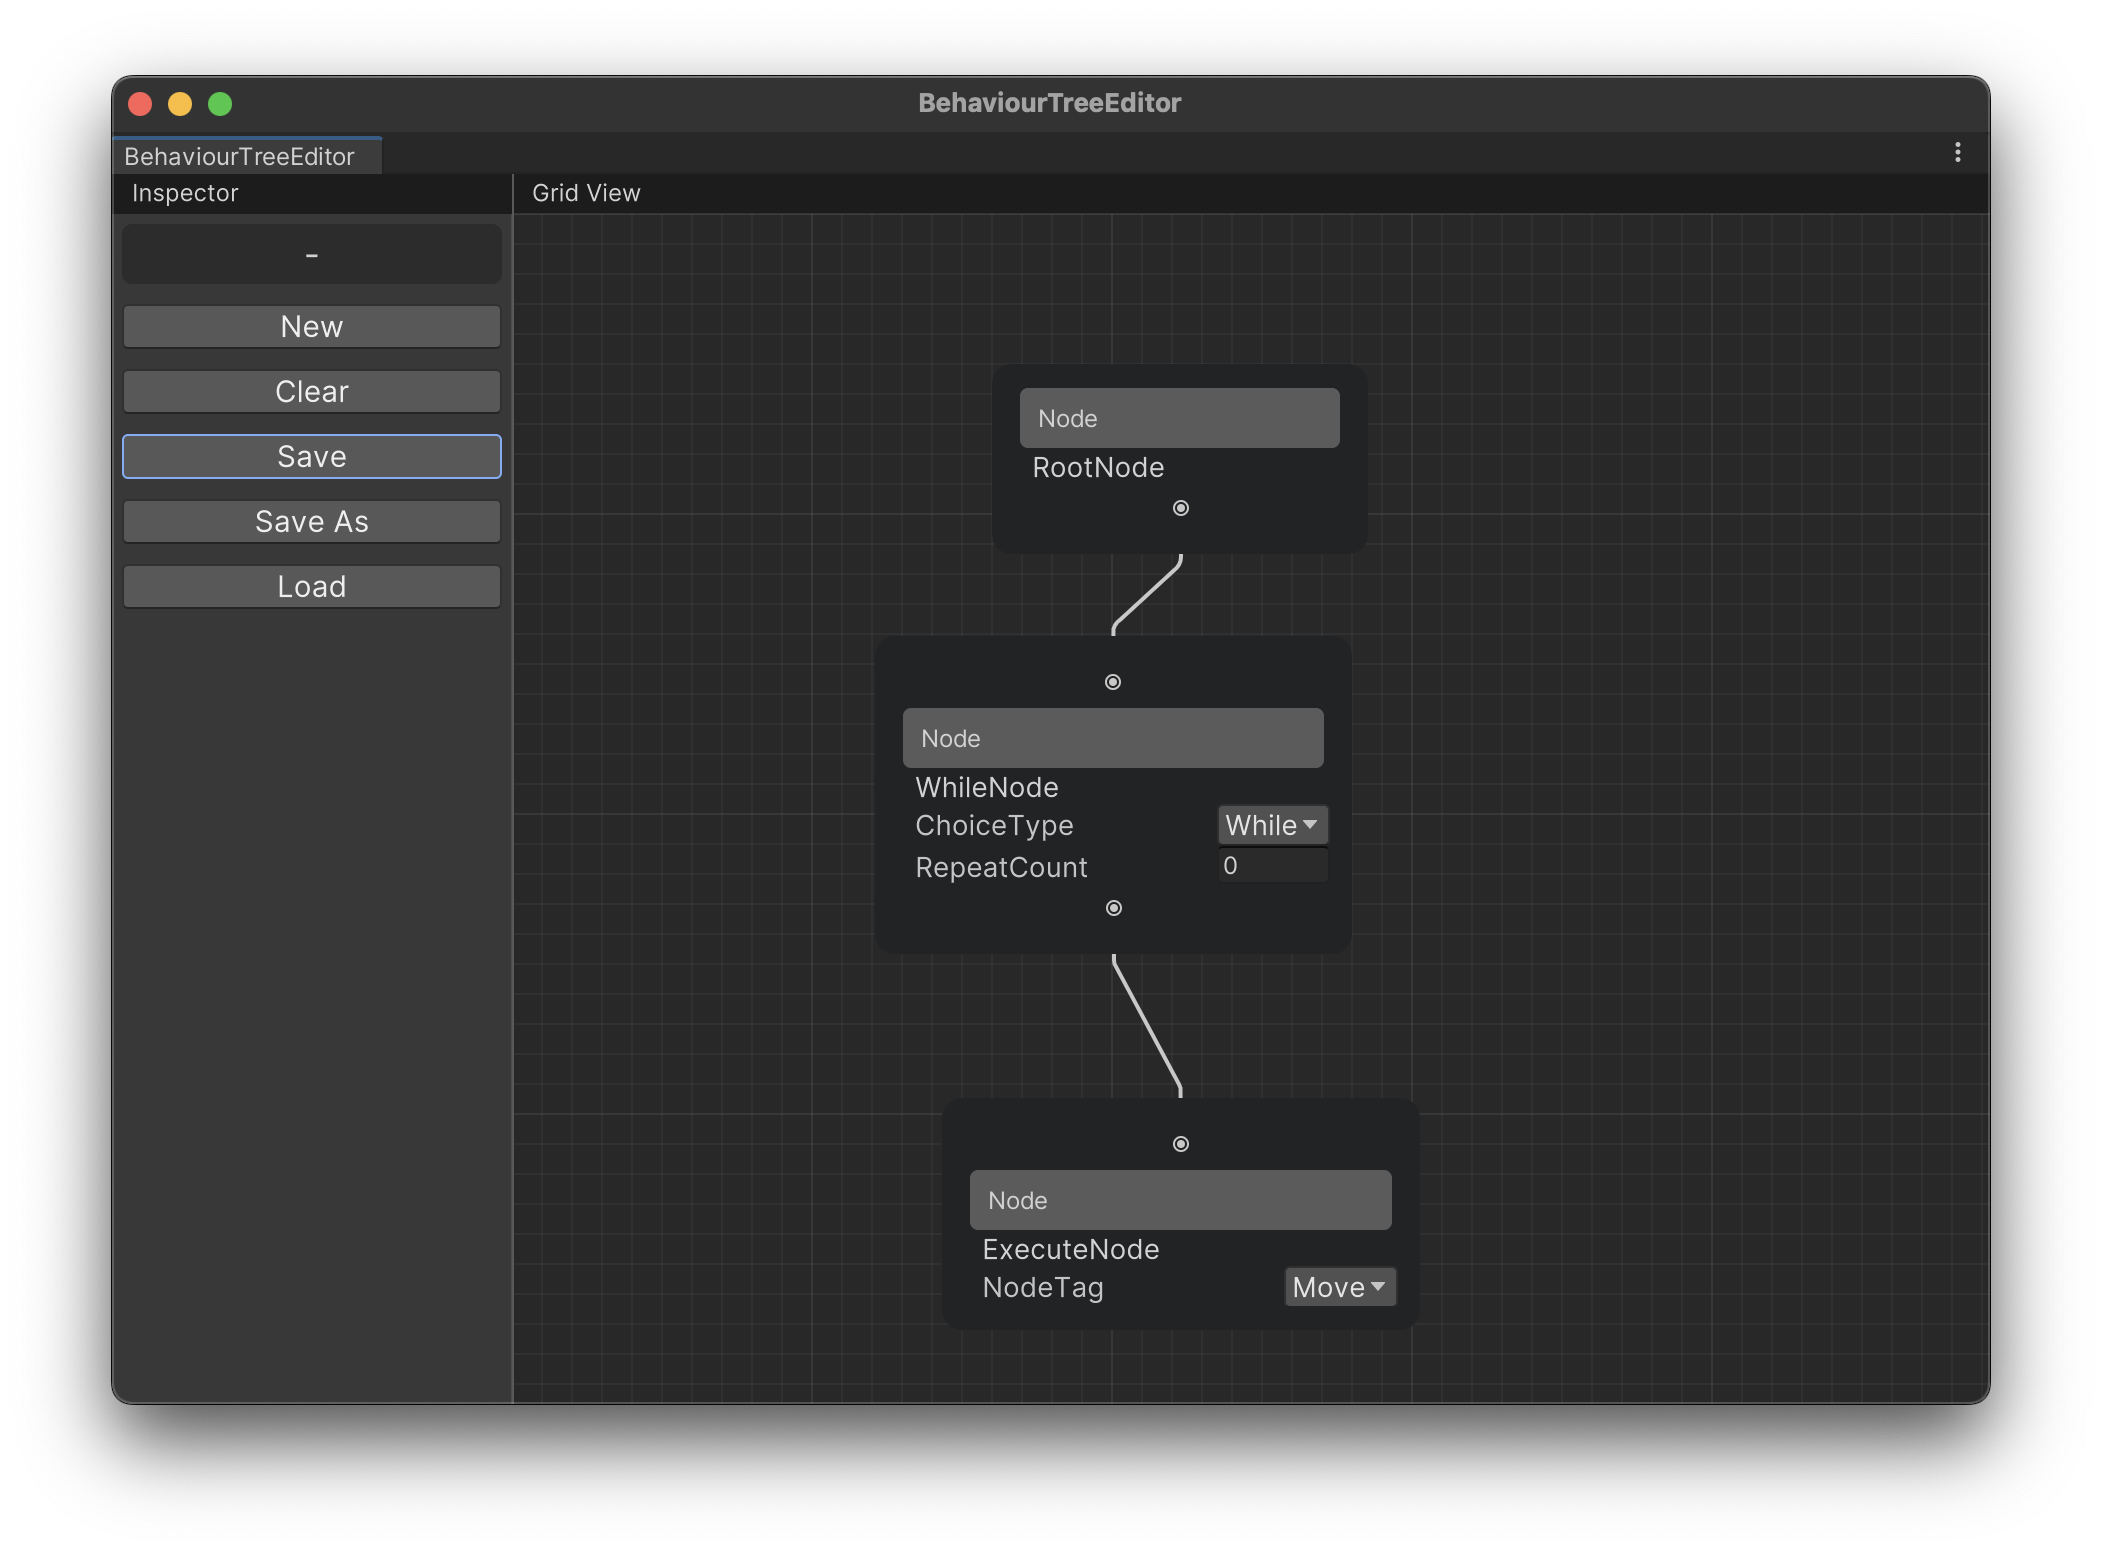 BehaviourTreeEditor
BehaviourTreeEditor
Inspector
Grid View
-
New
Clear
Save
Save As
Load
Node
RootNode
Node
WhileNode
ChoiceType While
RepeatCount 0
Node
ExecuteNode
NodeTag Move